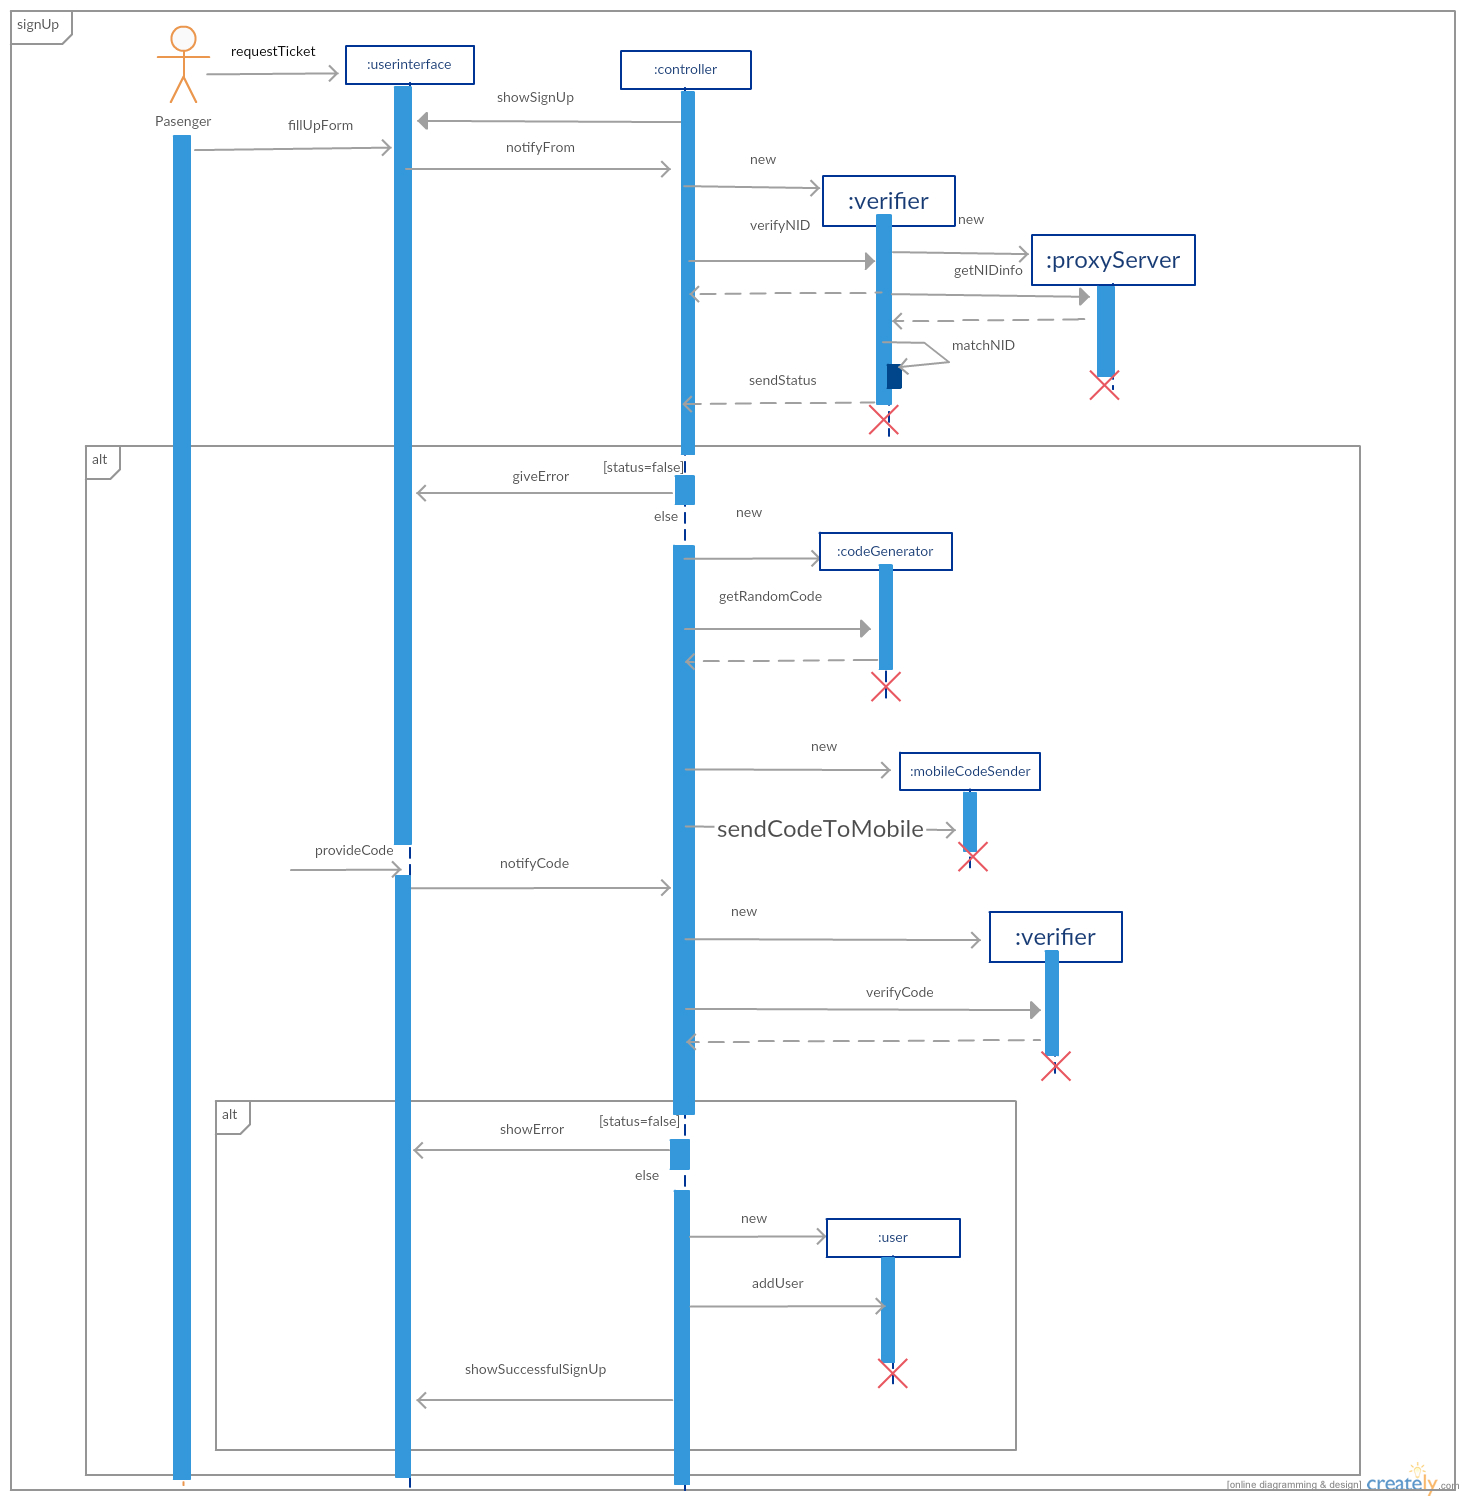 signUp
requestTicket
:userinterface
:controller
showSignUp
Pasenger
fillUpForm
notifyFrom
new
:verifier
verifyNID
new
:proxyServer
getNIDinfo
matchNID
sendStatus
alt
[status=false]
giveError
else
new
:codeGenerator
getRandomCode
new
:mobileCodeSender
sendCodeToMobile
provideCode
notifyCode
new
:verifier
verifyCode
alt
[status=false]
showError
else
new
:user
addUser
showSuccessfulSignUp
[online diagramming & design] creately.com